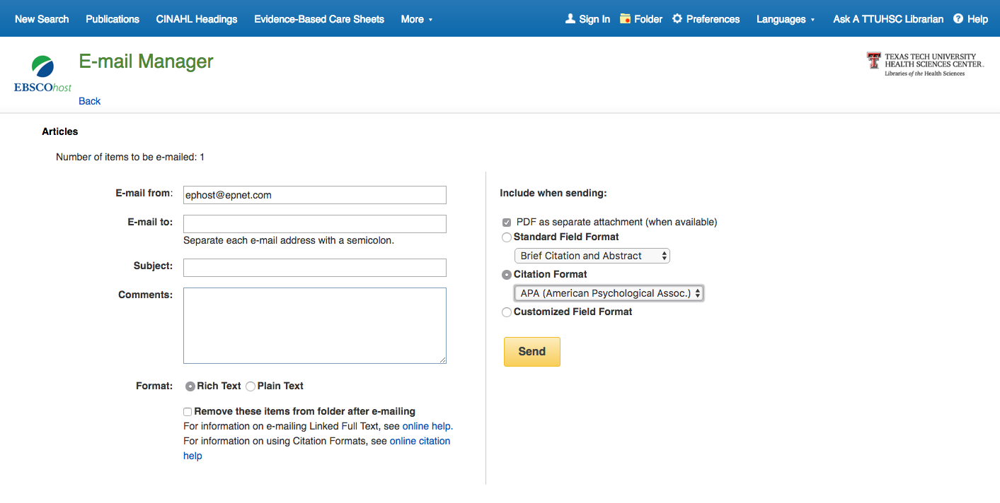 New Search Publications CINAHL Headings Evidence-Based Care Sheets More Sign In Folder Preferences Languages Ask A TTUHSC Librarian ? Help
E-mail Manager
EBSCOhost
Back
TEXAS TECH UNIVERSITY
HEALTH SCIENCES CENTER.
Libraries of the Health Sciences
Articles
Number of items to be e-mailed: 1
E-mail from: ephost@epnet.com
E-mail to:
Separate each e-mail address with a semicolon.
Subject:
Comments:
Format: Rich Text Plain Text
Remove these items from folder after e-mailing
For information on e-mailing Linked Full Text, see online help.
For information on using Citation Formats, see online citation
help
Include when sending:
PDF as separate attachment (when available)
Standard Field Format
Brief Citation and Abstract
Citation Format
APA (American Psychological Assoc.)
Customized Field Format
Send